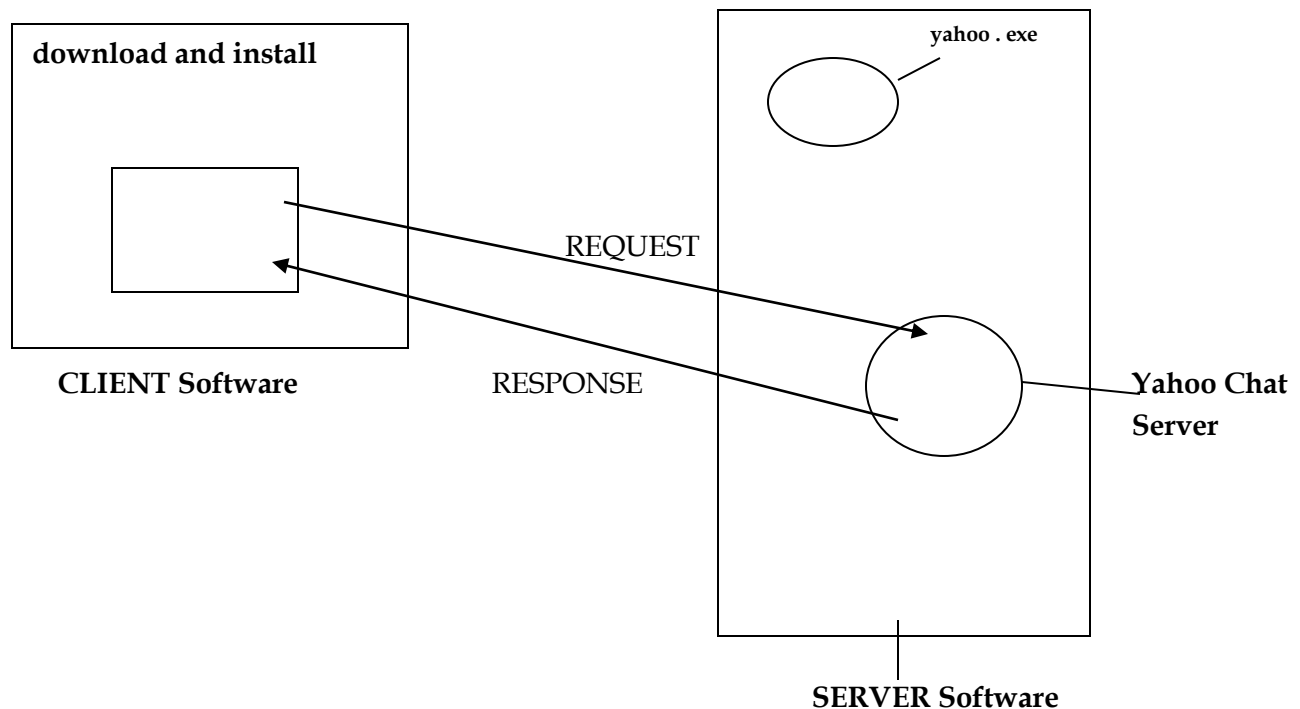 download and install
yahoo . exe
REQUEST
CLIENT Software
RESPONSE
Yahoo Chat
Server
SERVER Software